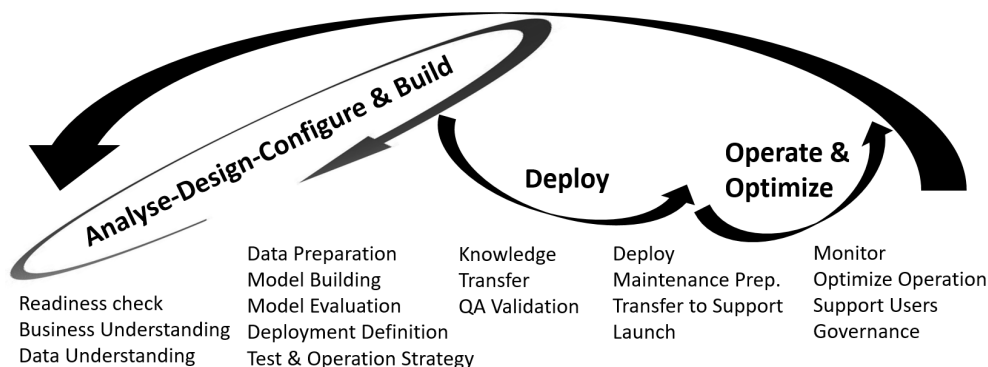 Analyse-Design-Configure & Build
Deploy
Operate &
Optimize
Readiness check
Business Understanding
Data Understanding
Data Preparation
Model Building
Model Evaluation
Deployment Definition
Test & Operation Strategy
Knowledge
Transfer
QA Validation
Deploy
Maintenance Prep.
Transfer to Support
Launch
Monitor
Optimize Operation
Support Users
Governance